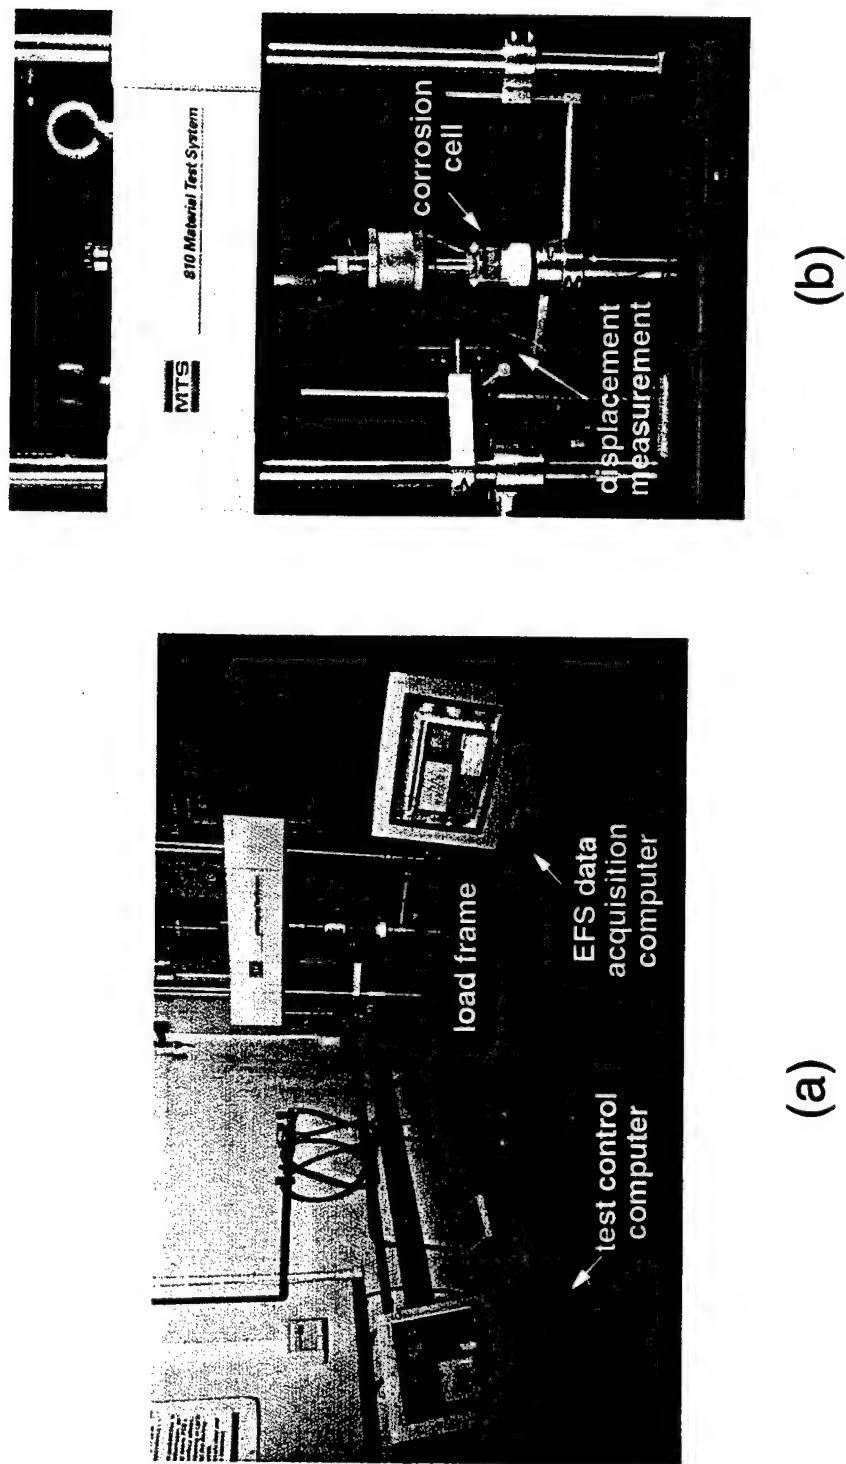 load frame
EFS data
acquisition
computer
test control
computer
(a)
MTS
810 Material Test System
corrosion
cell
displacement
measurement
(b)